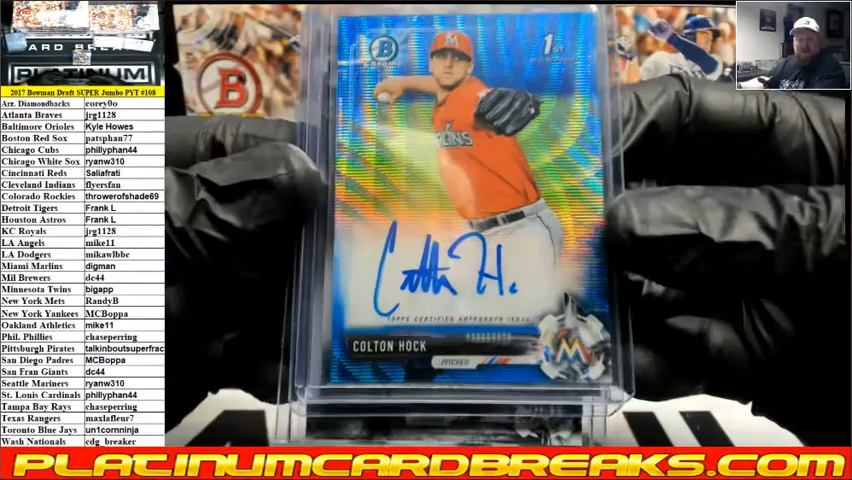 CARD BREAKS
PLATINUM
2017 Bowman Draft SUPER Jumbo PYT #108
Arz. Diamondbacks corey0o
Atlanta Braves jrg1128
Baltimore Orioles Kyle Howes
Boston Red Sox patsphan77
Chicago Cubs phillyphan44
Chicago White Sox ryanw310
Cincinnati Reds Saliafrati
Cleveland Indians flyersfan
Colorado Rockies throwerofshade69
Detroit Tigers Frank L
Houston Astros Frank L
KC Royals jrg1128
LA Angels mike11
LA Dodgers mikawlbbc
Miami Marlins digman
Mil Brewers dc44
Minnesota Twins bigapp
New York Mets RandyB
New York Yankees MCBoppa
Oakland Athletics mike11
Phil. Phillies chaseperring
Pittsburgh Pirates talkinboutsuperfrac
San Diego Padres MCBoppa
San Fran Giants dc44
Seattle Mariners ryanw310
St. Louis Cardinals phillyphan44
Tampa Bay Rays chaseperring
Texas Rangers maxlafleur7
Toronto Blue Jays un1cornninja
Wash Nationals cdg_breaker
B
B
CHROME
1ST
TOPPS CERTIFIED AUTOGRAPH ISSUE
COLTON HOCK
PITCHER
M
PLATINUMCARDBREAKS.COM